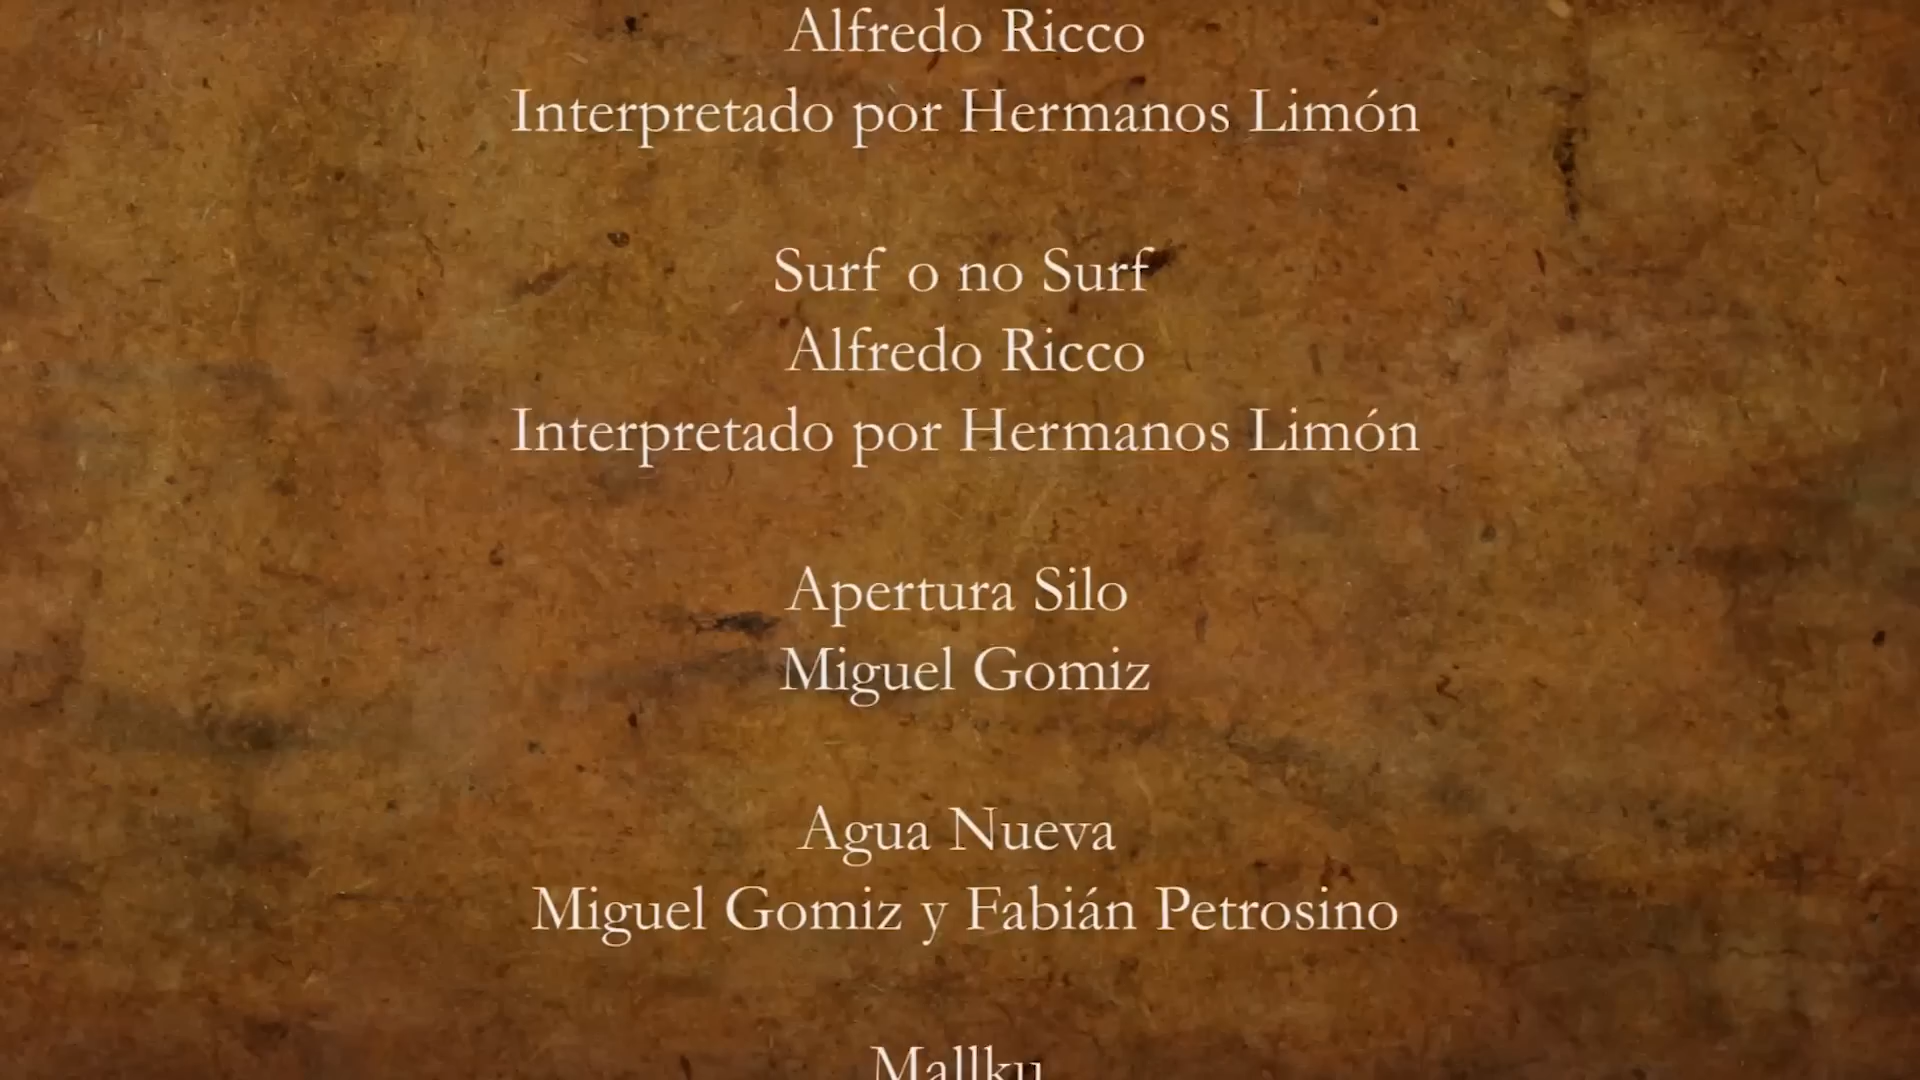 Alfredo Ricco
Interpretado por Hermanos Limón
Surf o no Surf
Alfredo Ricco
Interpretado por Hermanos Limón
Apertura Silo
Miguel Gomiz
Agua Nueva
Miguel Gomiz y Fabián Petrosino
Mallku